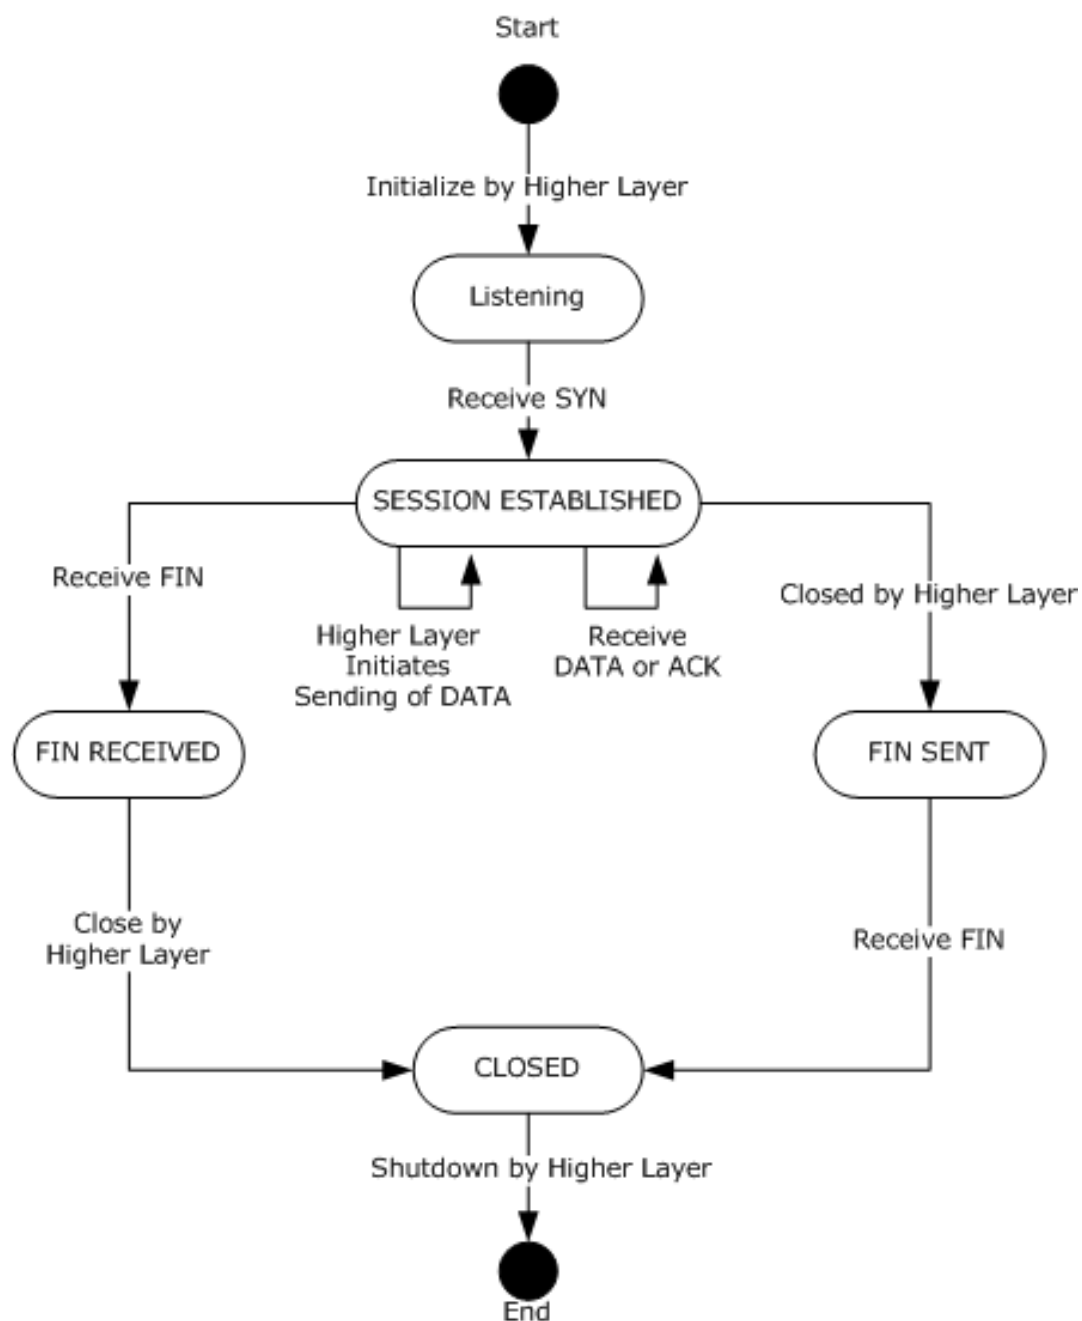 Start
Initialize by Higher Layer
Listening
Receive SYN
SESSION ESTABLISHED
Receive FIN
Closed by Higher Layer
Higher Layer
Initiates
Sending of DATA
Receive
DATA or ACK
FIN RECEIVED
FIN SENT
Close by
Higher Layer
Receive FIN
CLOSED
Shutdown by Higher Layer
End